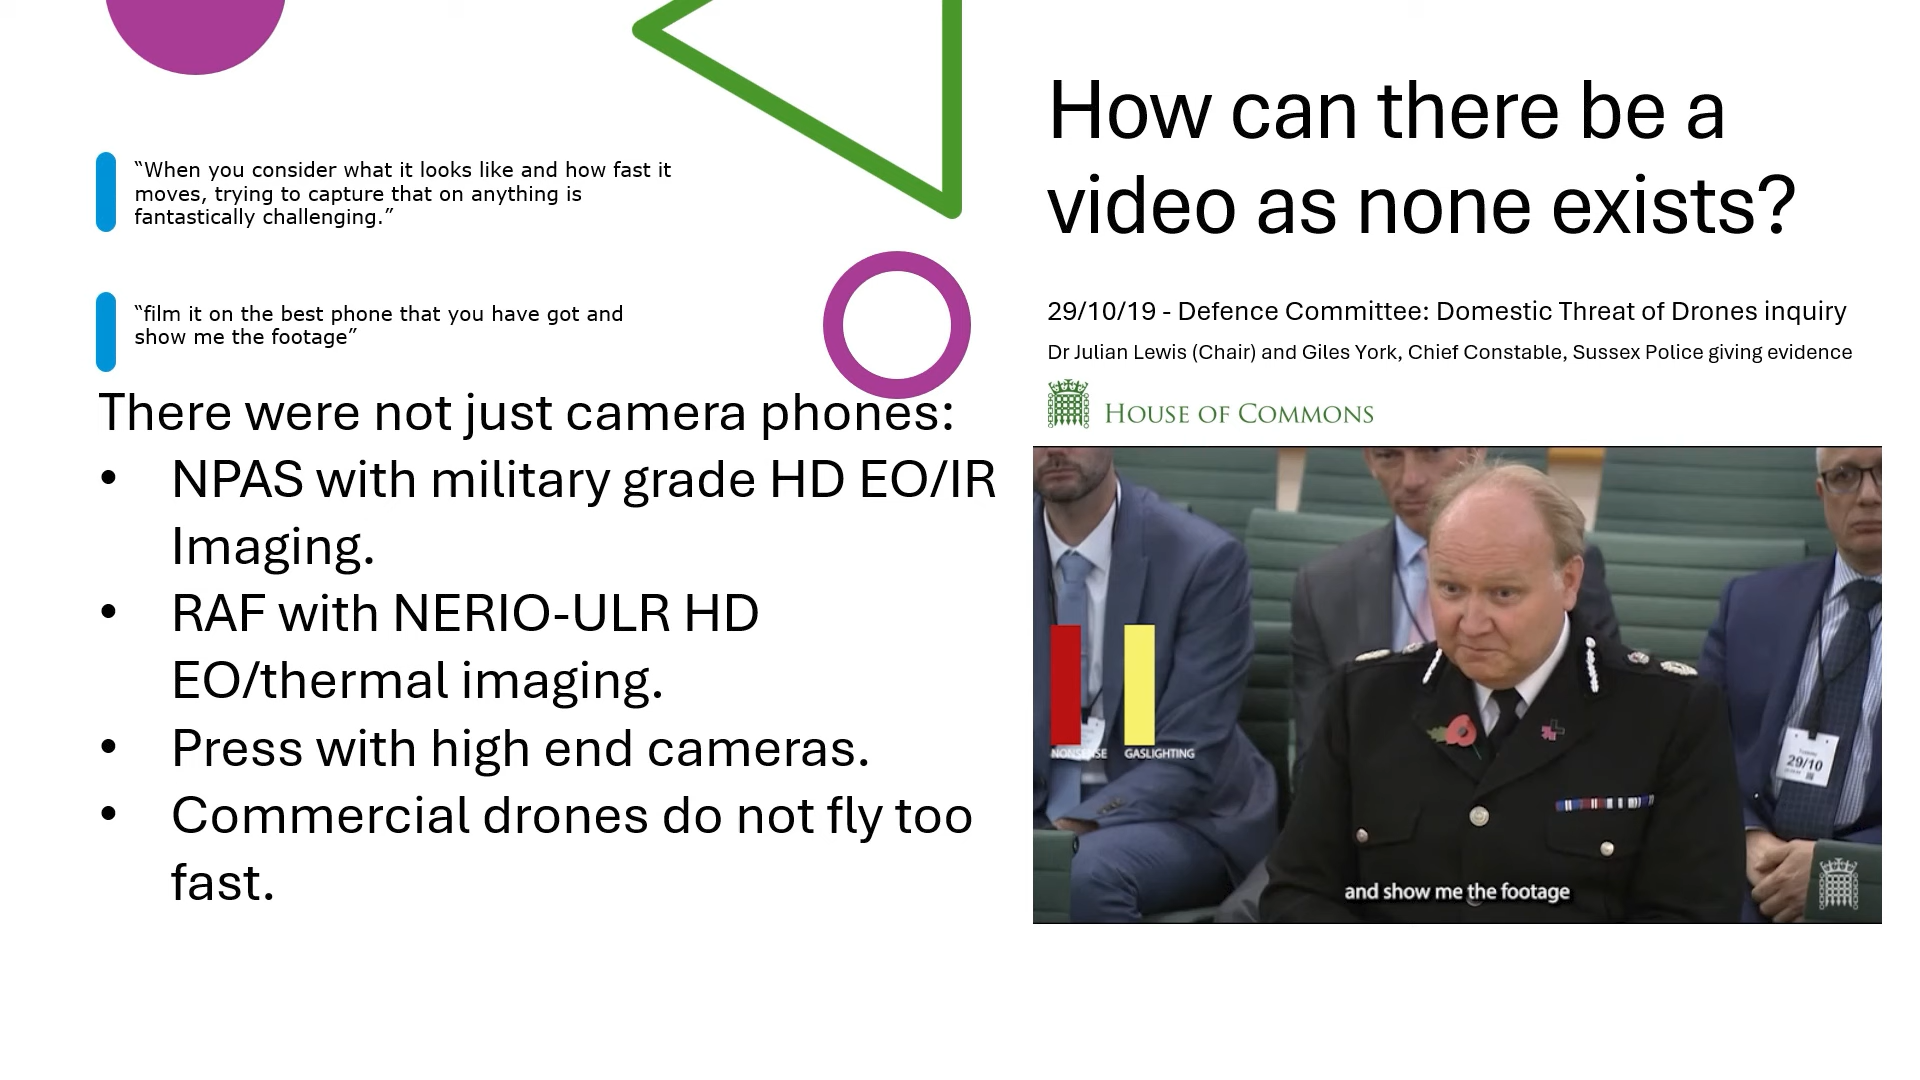 “When you consider what it looks like and how fast it
moves, trying to capture that on anything is
fantastically challenging.”
“film it on the best phone that you have got and
show me the footage”
There were not just camera phones:
• NPAS with military grade HD EO/IR
Imaging.
• RAF with NERIO-ULR HD
EO/thermal imaging.
• Press with high end cameras.
• Commercial drones do not fly too
fast.
How can there be a
video as none exists?
29/10/19 - Defence Committee: Domestic Threat of Drones inquiry
Dr Julian Lewis (Chair) and Giles York, Chief Constable, Sussex Police giving evidence
HOUSE OF COMMONS
NONSENSE
GASLIGHTING
29/10
and show me the footage